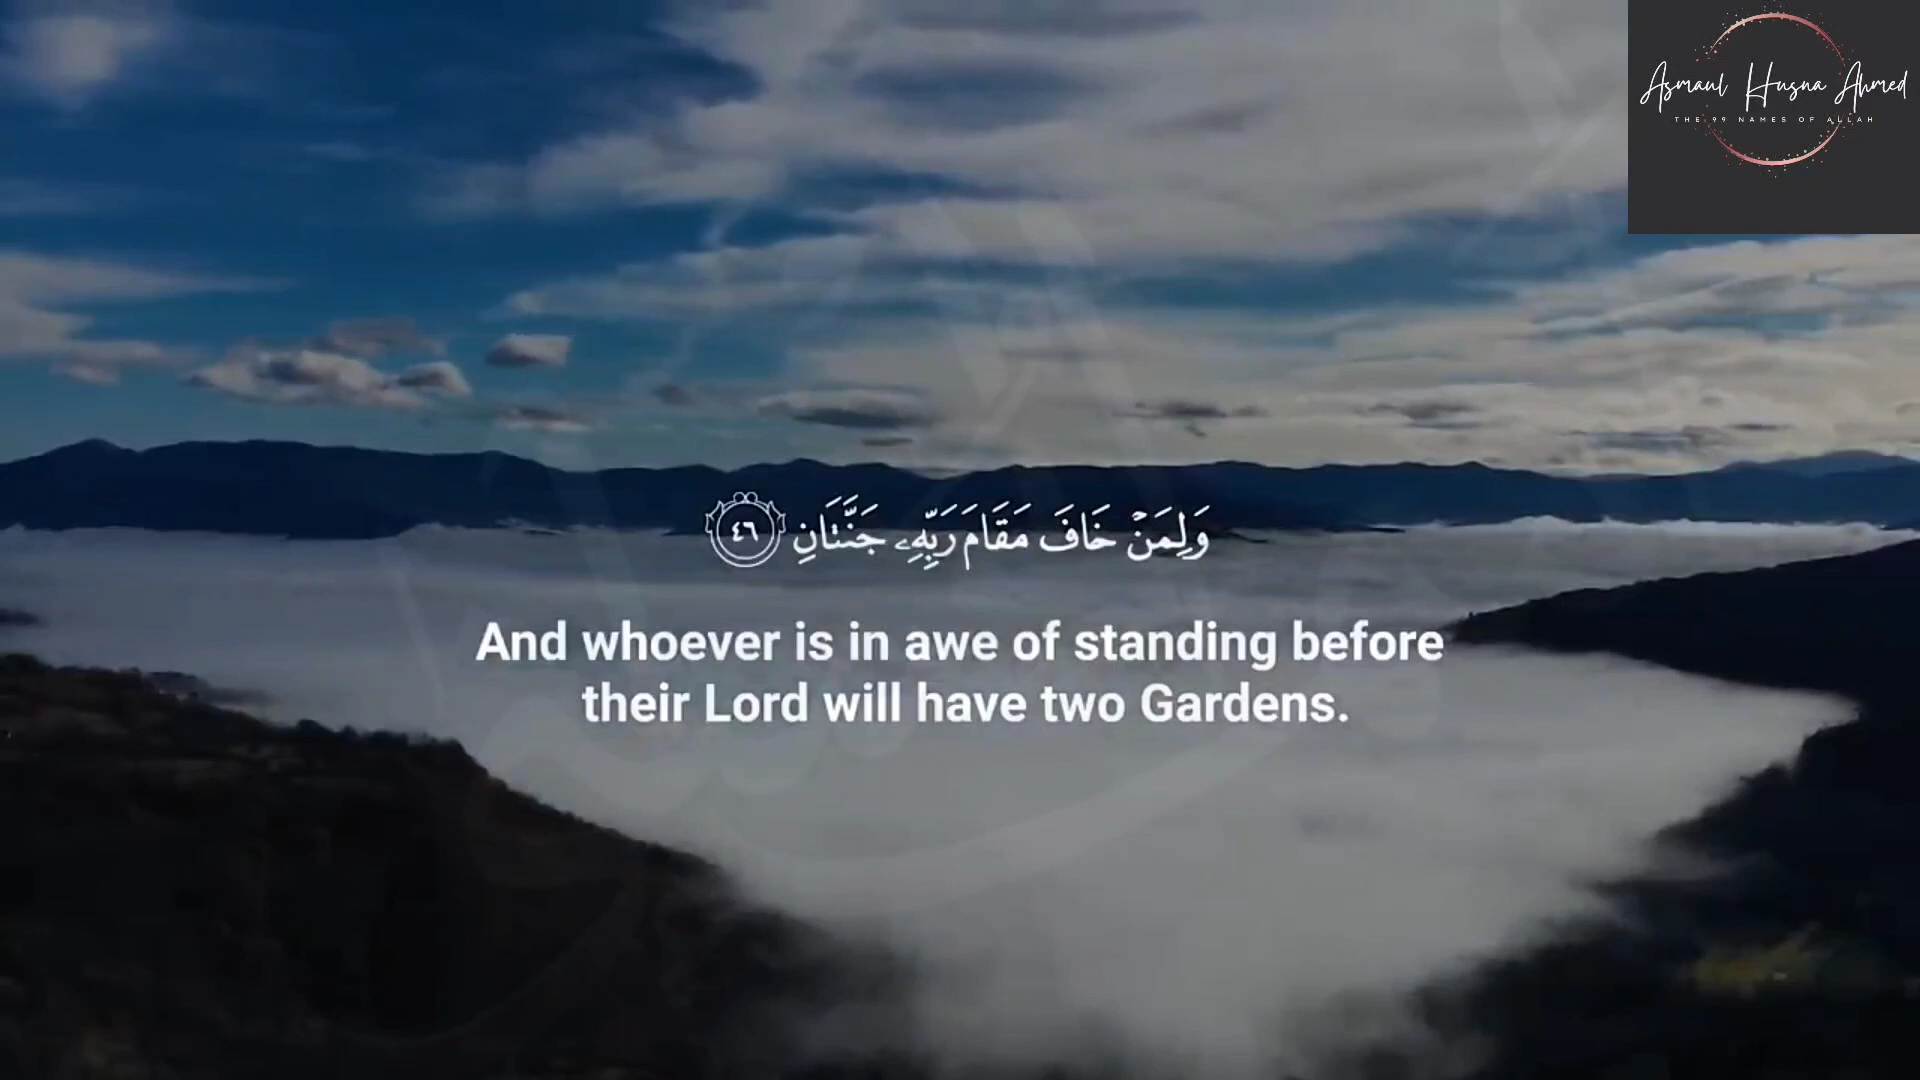 Asmaul Husna Ahmed
THE 99 NAMES OF ALLAH
وَلِمَنْ خَافَ مَقَامَ رَبِّهِۦ جَنَّتَانِ ٤٦
And whoever is in awe of standing before
their Lord will have two Gardens.